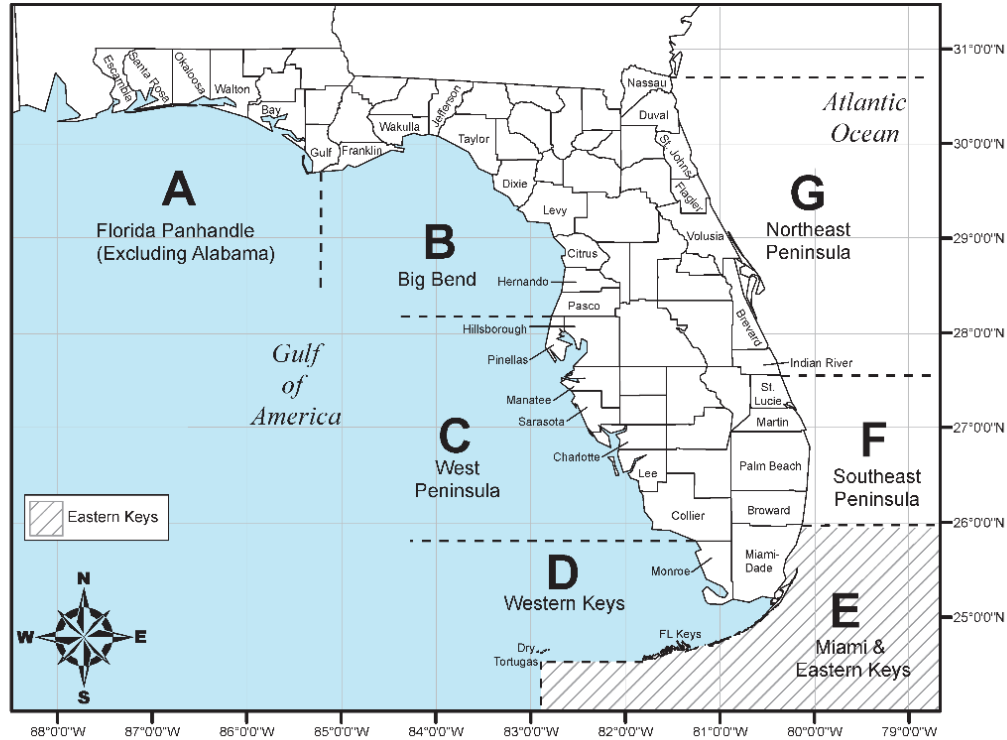 31°0'0"N
30°0'0"N
29°0'0"N
28°0'0"N
27°0'0"N
26°0'0"N
25°0'0"N
Escambia
Santa Rosa
Okaloosa
Walton
Bay
Gulf
Franklin
Wakulla
Jefferson
Taylor
Dixie
Levy
Citrus
Hernando
Pasco
Hillsborough
Pinellas
Manatee
Sarasota
Charlotte
Lee
Collier
Monroe
Nassau
Duval
St. Johns
Flagler
Volusia
Brevard
Indian River
St.
Lucie
Martin
Palm Beach
Broward
Miami-
Dade
FL Keys
Dry
Tortugas
Atlantic
Ocean
Gulf
of
America
A
Florida Panhandle
(Excluding Alabama)
B
Big Bend
C
West
Peninsula
D
Western Keys
E
Miami &
Eastern Keys
F
Southeast
Peninsula
G
Northeast
Peninsula
Eastern Keys
N
W E
S
88°0'0"W 87°0'0"W 86°0'0"W 85°0'0"W 84°0'0"W 83°0'0"W 82°0'0"W 81°0'0"W 80°0'0"W 79°0'0"W